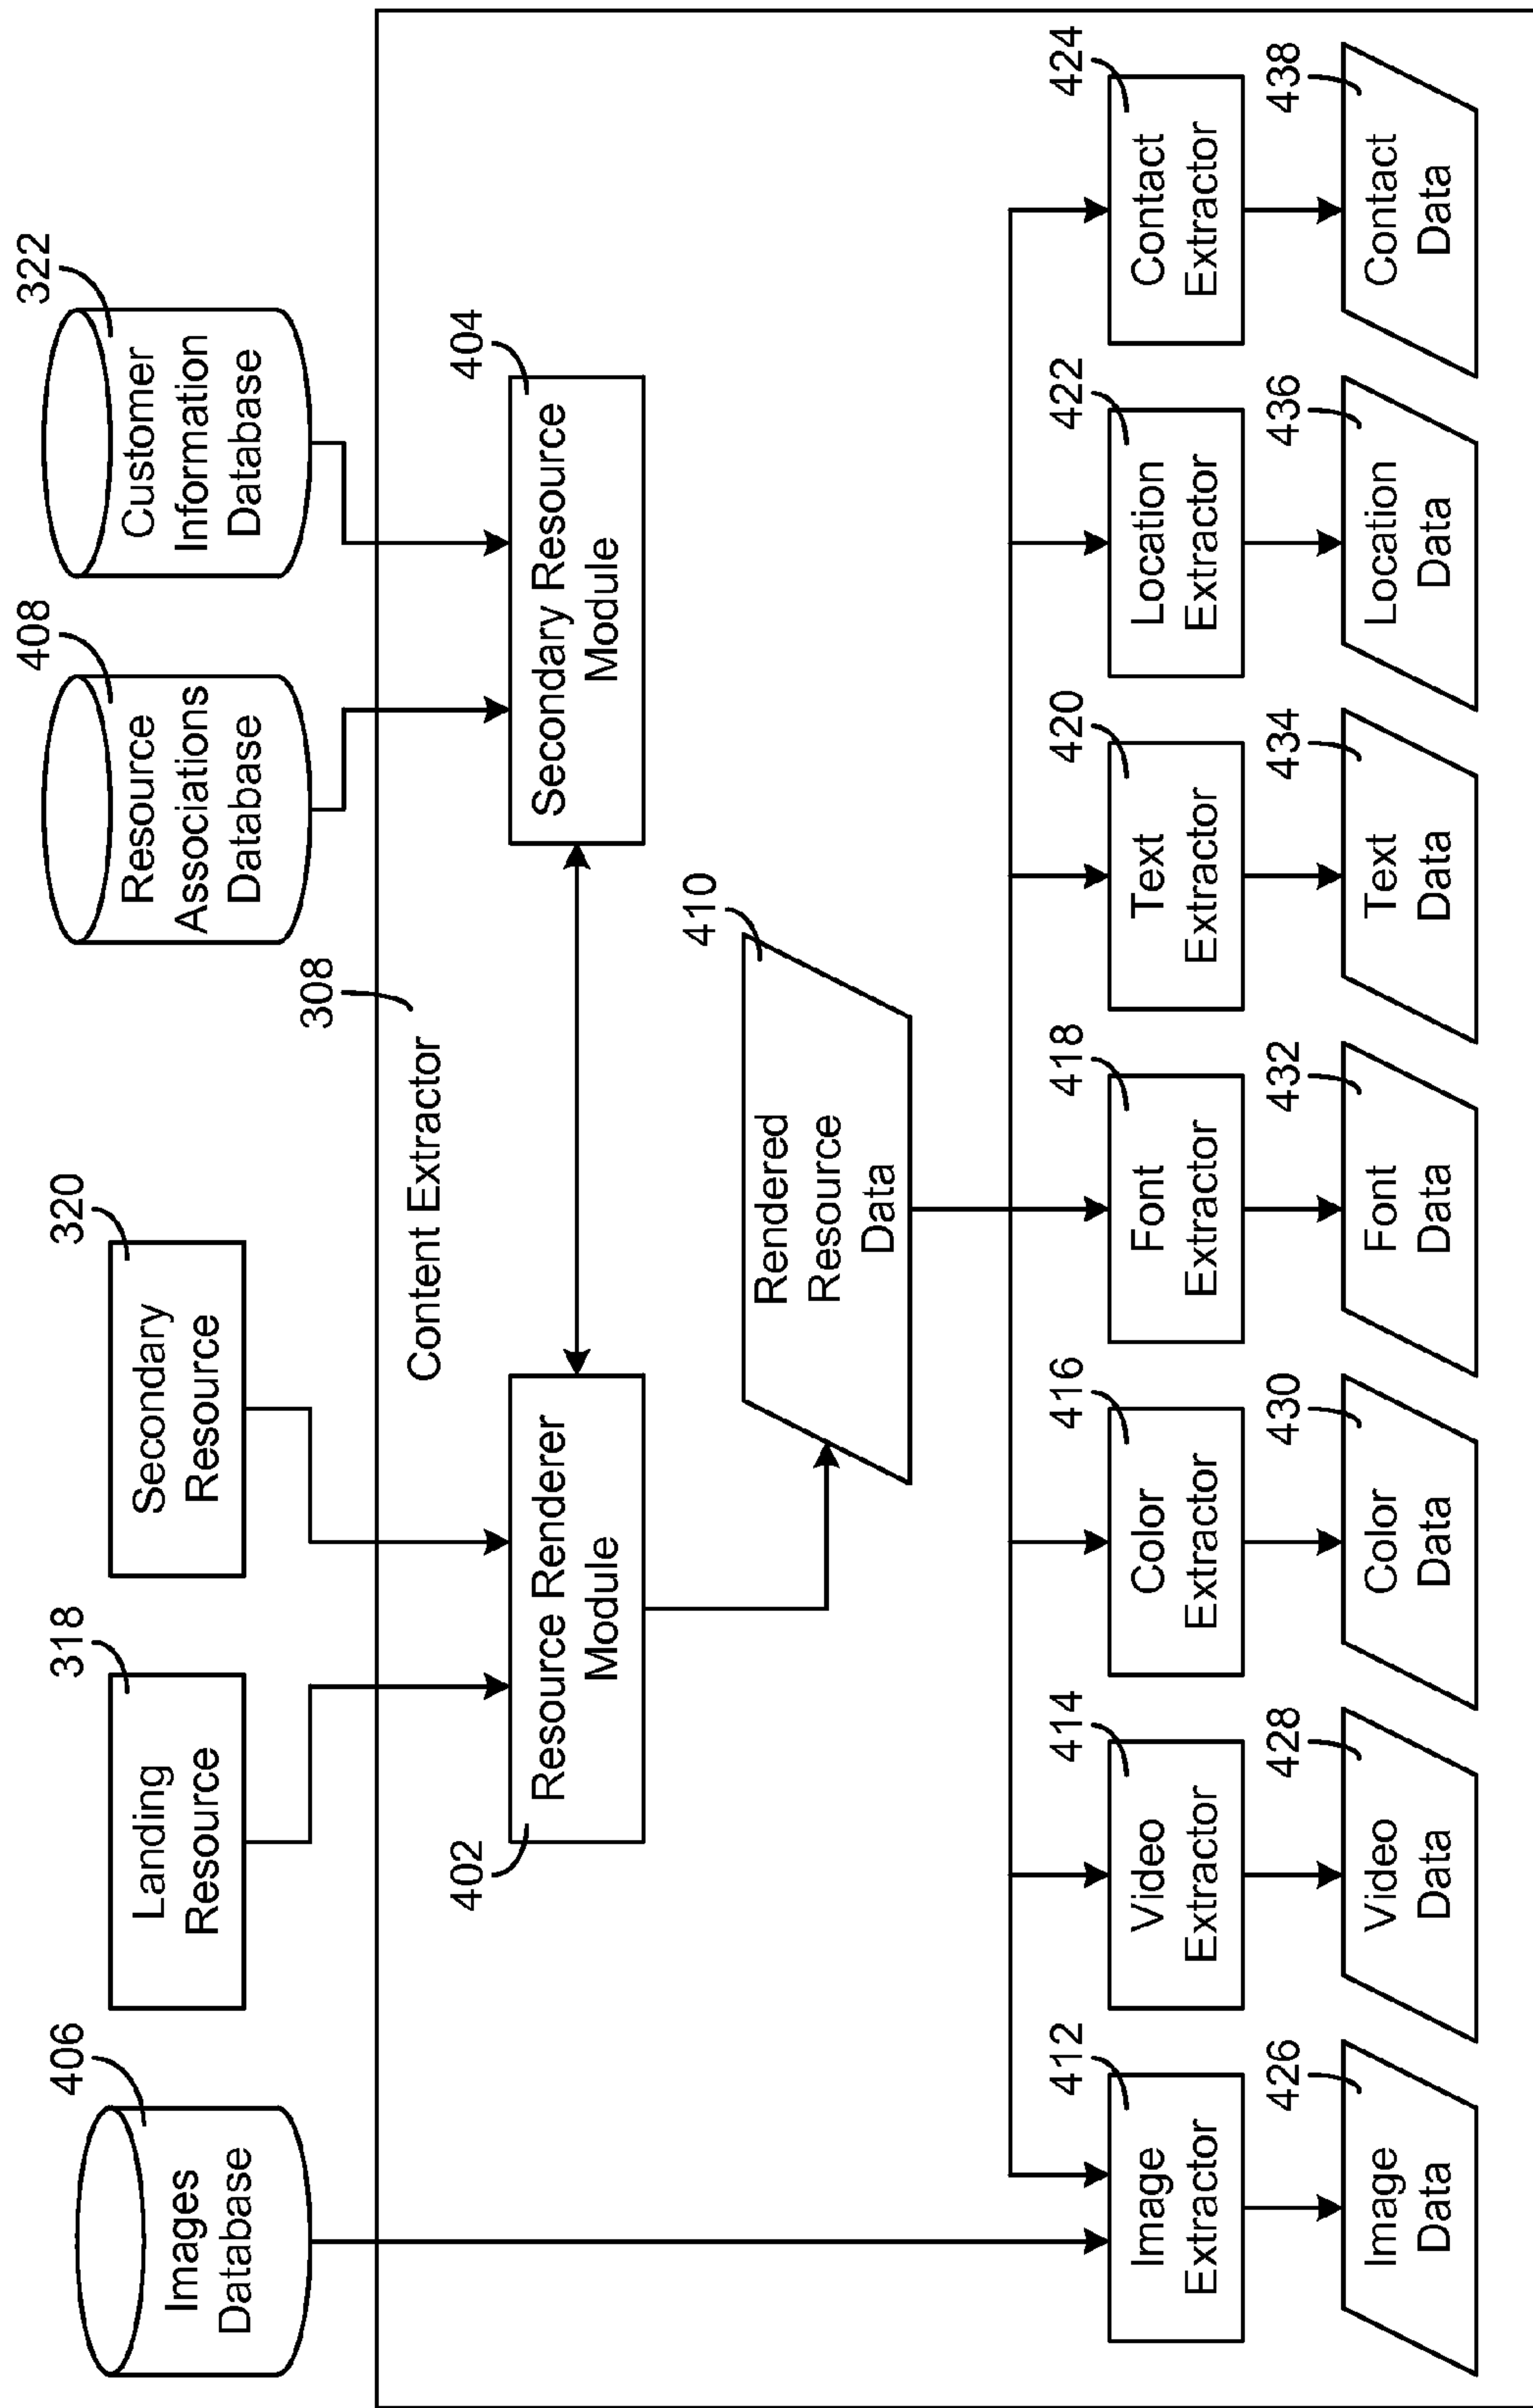 406
Images
Database
318
Landing
Resource
320
Secondary
Resource
408
Resource
Associations
Database
322
Customer
Information
Database
308
Content Extractor
402
Resource Renderer
Module
404
Secondary Resource
Module
410
Rendered
Resource
Data
412
Image
Extractor
414
Video
Extractor
416
Color
Extractor
418
Font
Extractor
420
Text
Extractor
422
Location
Extractor
424
Contact
Extractor
426
Image
Data
428
Video
Data
430
Color
Data
432
Font
Data
434
Text
Data
436
Location
Data
438
Contact
Data